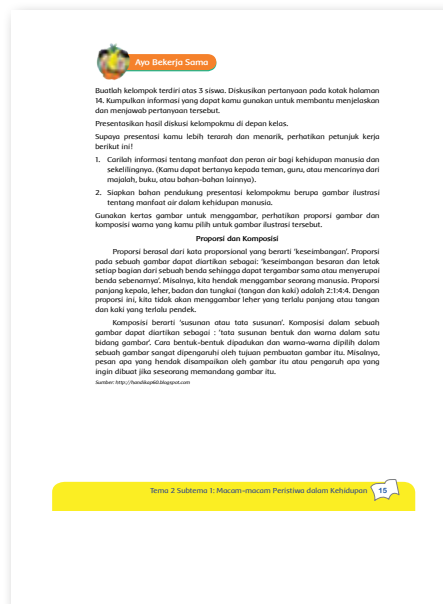 Ayo Bekerja Sama
Buatlah kelompok terdiri atas 3 siswa. Diskusikan pertanyaan pada kotak halaman
14. Kumpulkan informasi yang dapat kamu gunakan untuk membantu menjelaskan
dan menjawab pertanyaan tersebut.
Presentasikan hasil diskusi kelompokmu di depan kelas.
Supaya presentasi kamu lebih terarah dan menarik, perhatikan petunjuk kerja
berikut ini!
1. Carilah informasi tentang manfaat dan peran air bagi kehidupan manusia dan
sekelilingnya. (Kamu dapat bertanya kepada teman, guru, atau mencarinya dari
majalah, buku, atau bahan-bahan lainnya).
2. Siapkan bahan pendukung presentasi kelompokmu berupa gambar ilustrasi
tentang manfaat air dalam kehidupan manusia.
Gunakan kertas gambar untuk menggambar, perhatikan proporsi gambar dan
komposisi warna yang kamu pilih untuk gambar ilustrasi tersebut.
Proporsi dan Komposisi
Proporsi berasal dari kata proporsional yang berarti ‘keseimbangan’. Proporsi
pada sebuah gambar dapat diartikan sebagai: ‘keseimbangan besaran dan letak
setiap bagian dari sebuah benda sehingga dapat tergambar sama atau menyerupai
benda sebenarnya’. Misalnya, kita hendak menggambar seorang manusia. Proporsi
panjang kepala, leher, badan dan tungkai (tangan dan kaki) adalah 2:1:4:4. Dengan
proporsi ini, kita tidak akan menggambar leher yang terlalu panjang atau tangan
dan kaki yang terlalu pendek.
Komposisi berarti ‘susunan atau tata susunan’. Komposisi dalam sebuah
gambar dapat diartikan sebagai : ‘tata susunan bentuk dan warna dalam satu
bidang gambar’. Cara bentuk-bentuk dipadukan dan warna-warna dipilih dalam
sebuah gambar sangat dipengaruhi oleh tujuan pembuatan gambar itu. Misalnya,
pesan apa yang hendak disampaikan oleh gambar itu atau pengaruh apa yang
ingin dibuat jika seseorang memandang gambar itu.
Sumber: http://handikap60.blogspot.com
Tema 2 Subtema 1: Macam-macam Peristiwa dalam Kehidupan 15